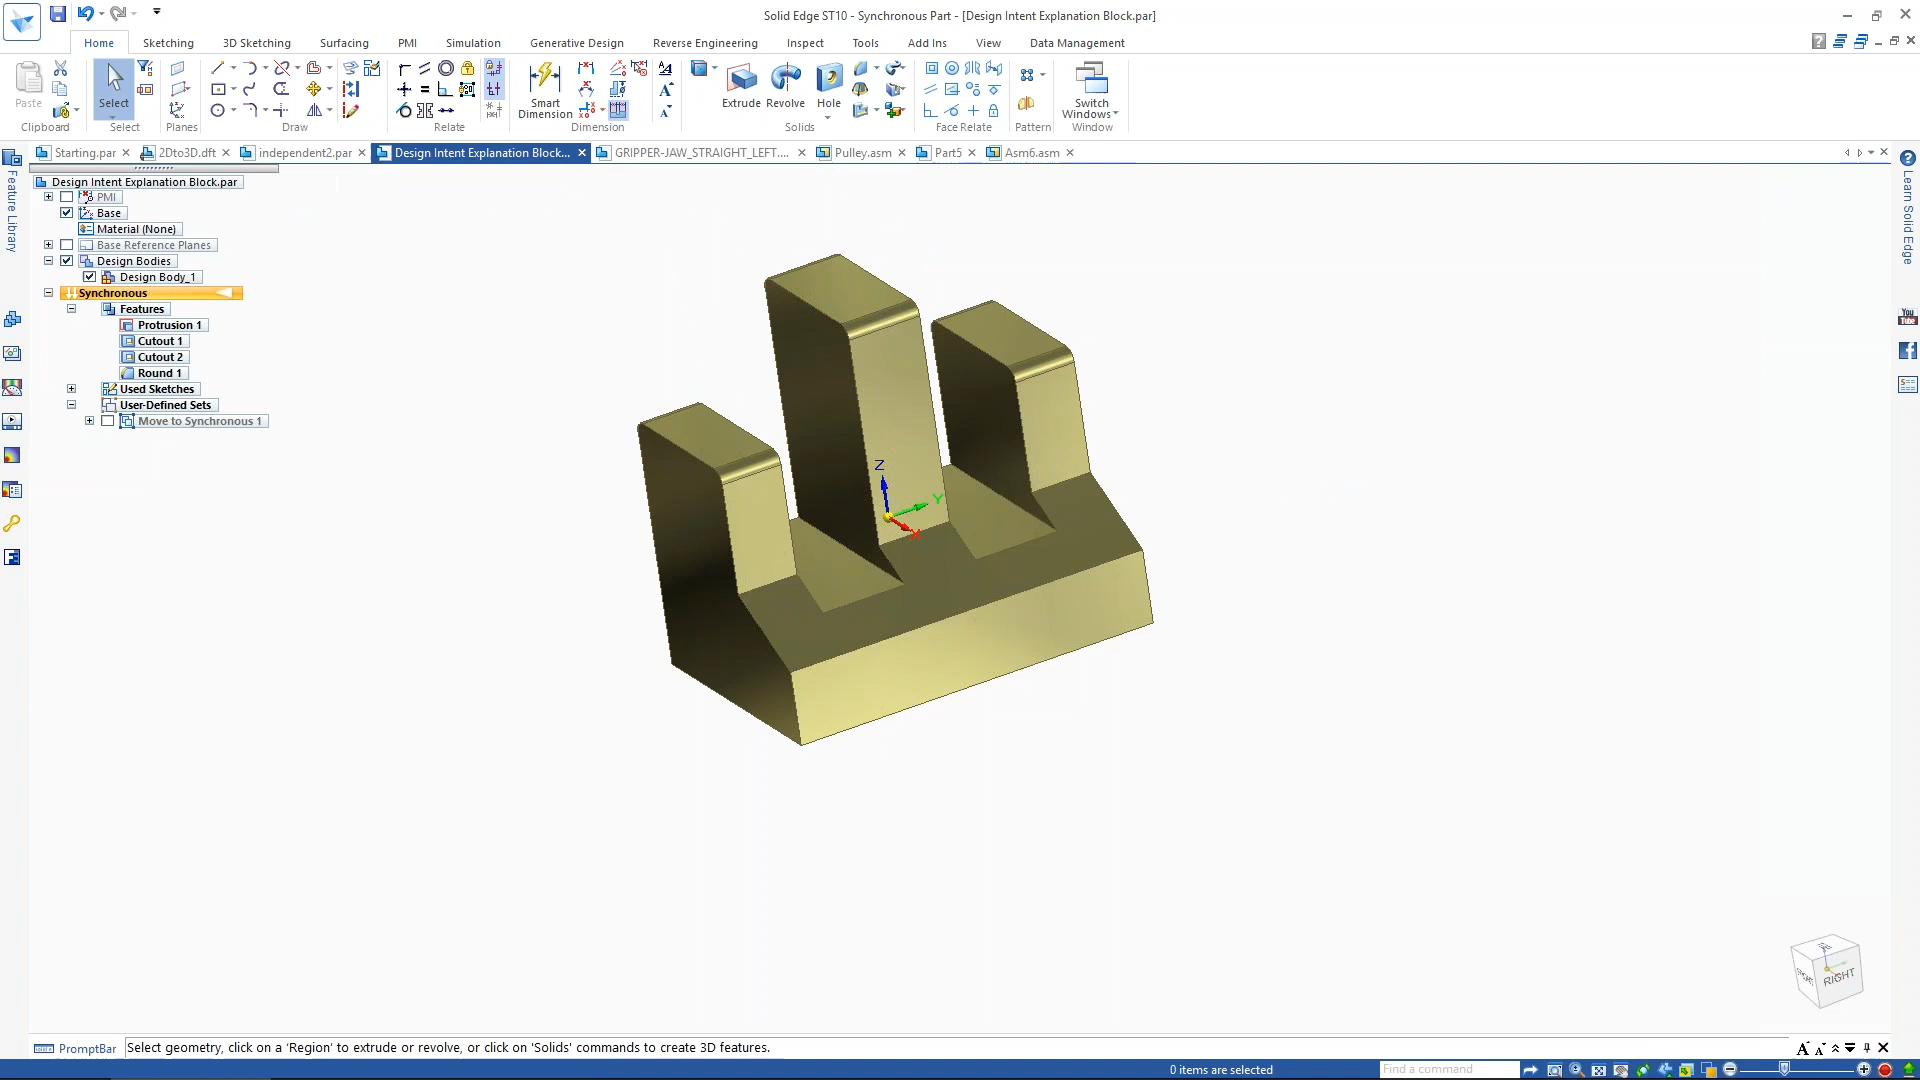 Solid Edge ST10 - Synchronous Part - [Design Intent Explanation Block.par]
Home Sketching 3D Sketching Surfacing PMI Simulation Generative Design Reverse Engineering Inspect Tools Add Ins View Data Management
Paste Select Smart Dimension Extrude Revolve Hole Switch Windows
Clipboard Select Planes Draw Relate Dimension Solids Face Relate Pattern Window
Starting.par 2Dto3D.dft independent2.par Design Intent Explanation Block... GRIPPER-JAW_STRAIGHT_LEFT.... Pulley.asm Part5 Asm6.asm
Feature Library
Design Intent Explanation Block.par
PMI
Base
Material (None)
Base Reference Planes
Design Bodies
Design Body_1
Synchronous
Features
Protrusion 1
Cutout 1
Cutout 2
Round 1
Used Sketches
User-Defined Sets
Move to Synchronous 1
Z
Y
X
Learn Solid Edge
You
Tube
RIGHT
PromptBar Select geometry, click on a 'Region' to extrude or revolve, or click on 'Solids' commands to create 3D features.
0 items are selected Find a command